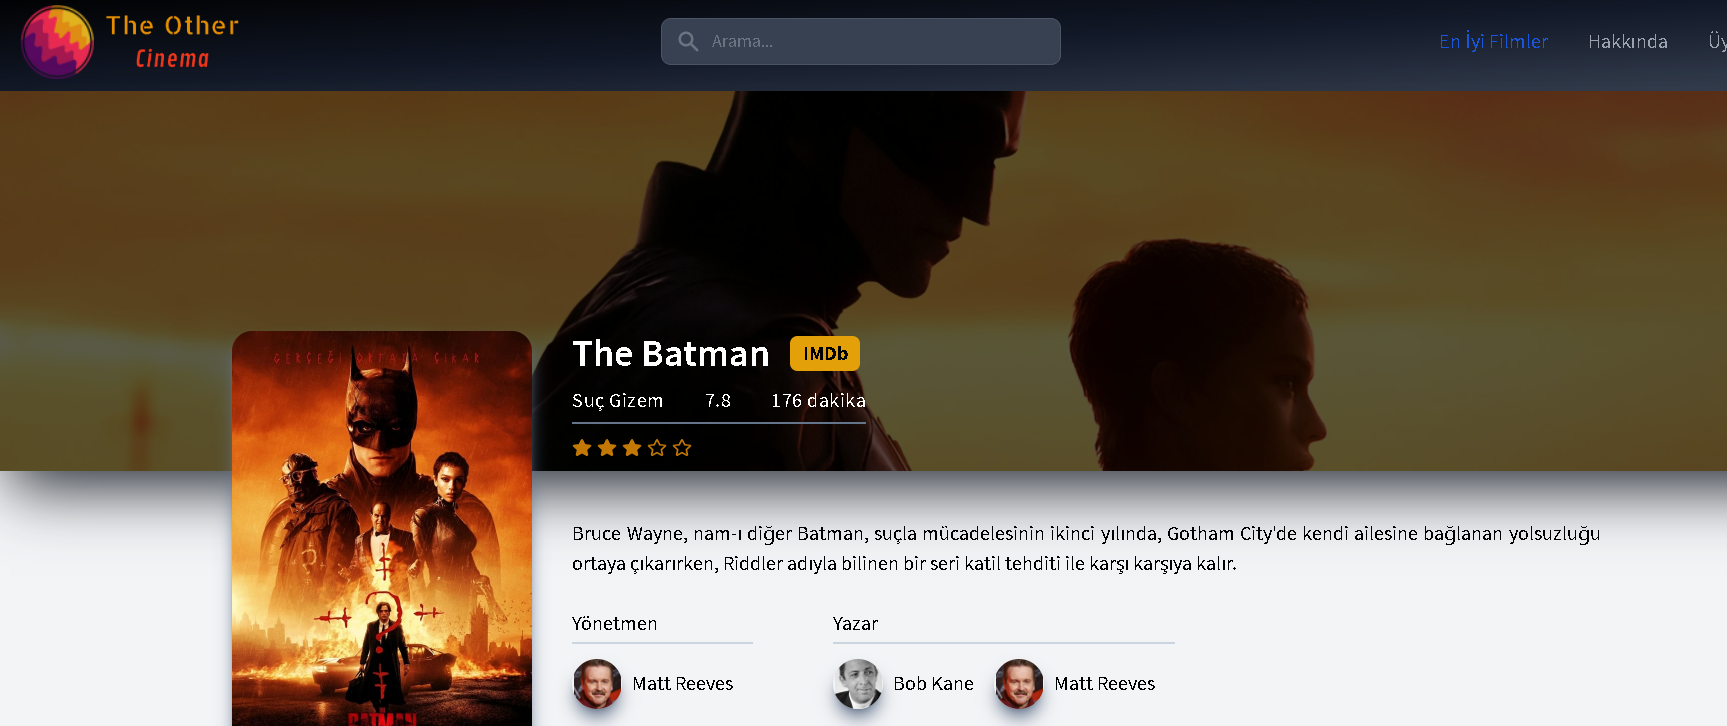 The Other
Cinema
Arama...
En İyi Filmler
Hakkında
GERÇEĞİ ORTAYA ÇIKAR
The Batman
IMDb
Suç Gizem
7.8
176 dakika
Bruce Wayne, nam-ı diğer Batman, suçla mücadelesinin ikinci yılında, Gotham City'de kendi ailesine bağlanan yolsuzluğu
ortaya çıkarırken, Riddler adıyla bilinen bir seri katil tehditi ile karşı karşıya kalır.
Yönetmen
Yazar
Matt Reeves
Bob Kane
Matt Reeves
BATMAN